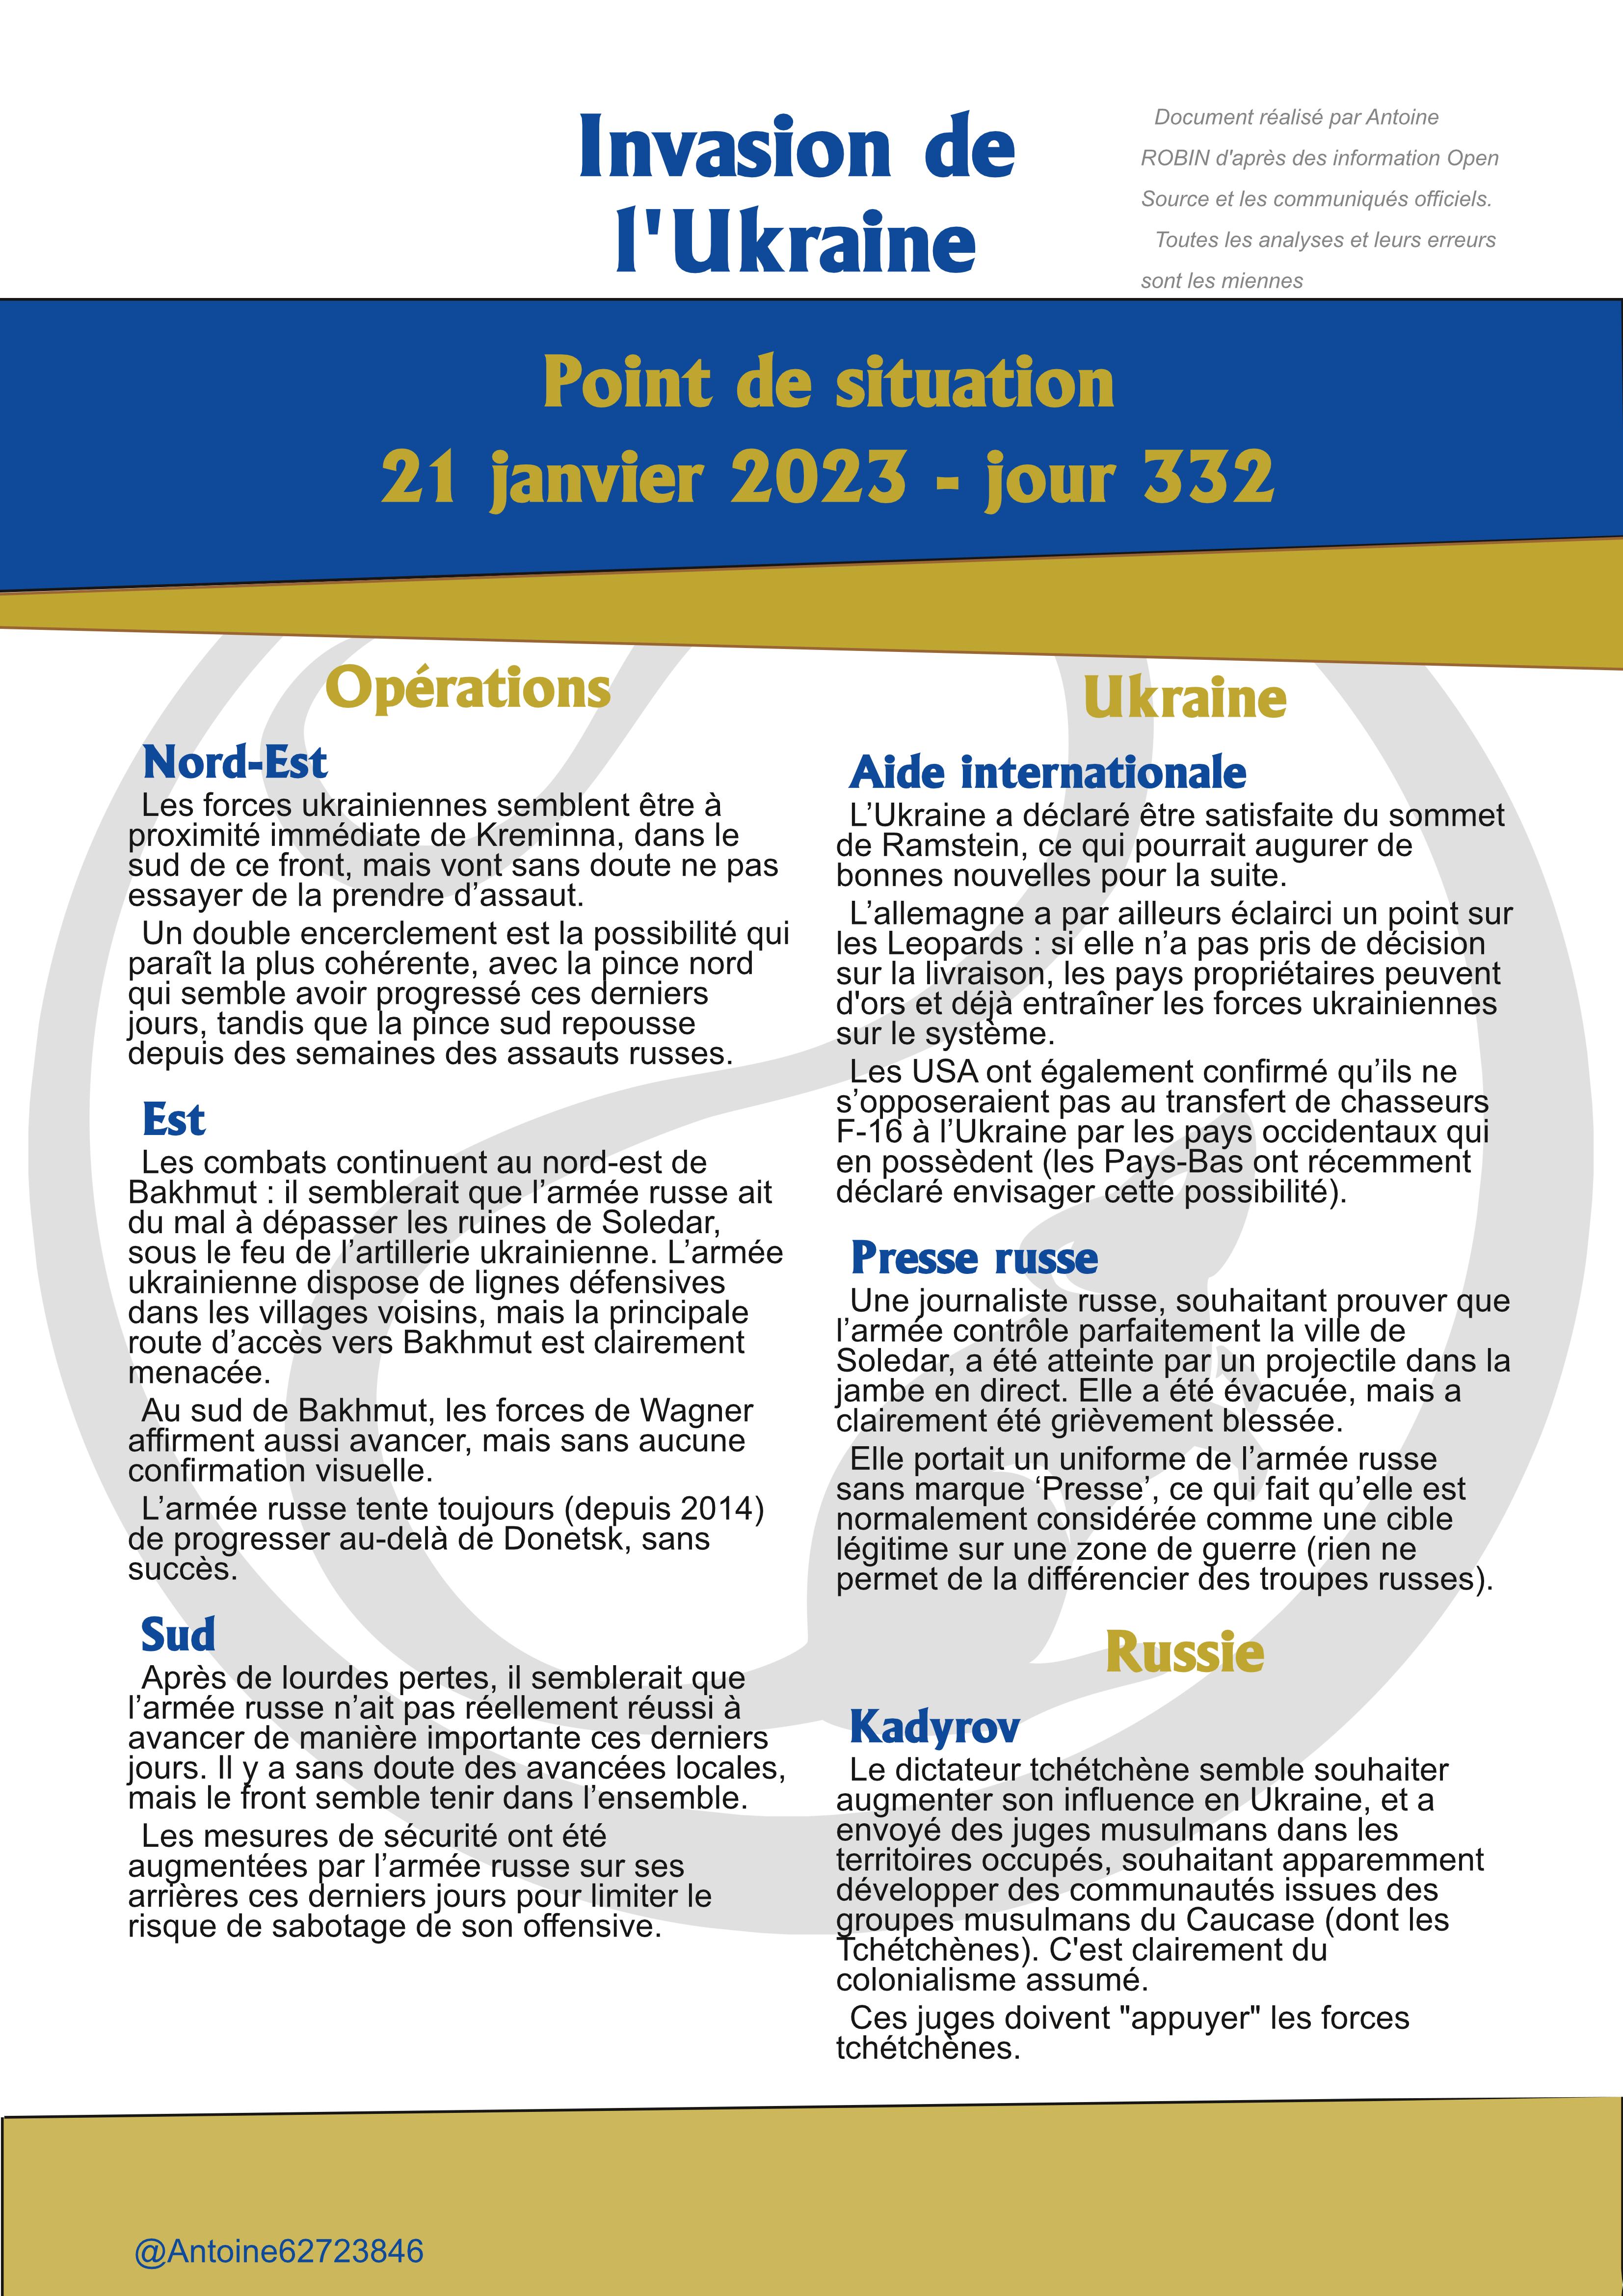 Invasion de
l'Ukraine
Document réalisé par Antoine
ROBIN d'après des information Open
Source et les communiqués officiels.
Toutes les analyses et leurs erreurs
sont les miennes
Point de situation
21 janvier 2023 - jour 332
Opérations
Nord-Est
Les forces ukrainiennes semblent être à
proximité immédiate de Kreminna, dans le
sud de ce front, mais vont sans doute ne pas
essayer de la prendre d’assaut.
Un double encerclement est la possibilité qui
paraît la plus cohérente, avec la pince nord
qui semble avoir progressé ces derniers
jours, tandis que la pince sud repousse
depuis des semaines des assauts russes.
Est
Les combats continuent au nord-est de
Bakhmut : il semblerait que l’armée russe ait
du mal à dépasser les ruines de Soledar,
sous le feu de l’artillerie ukrainienne. L’armée
ukrainienne dispose de lignes défensives
dans les villages voisins, mais la principale
route d’accès vers Bakhmut est clairement
menacée.
Au sud de Bakhmut, les forces de Wagner
affirment aussi avancer, mais sans aucune
confirmation visuelle.
L’armée russe tente toujours (depuis 2014)
de progresser au-delà de Donetsk, sans
succès.
Sud
Après de lourdes pertes, il semblerait que
l’armée russe n’ait pas réellement réussi à
avancer de manière importante ces derniers
jours. Il y a sans doute des avancées locales,
mais le front semble tenir dans l’ensemble.
Les mesures de sécurité ont été
augmentées par l’armée russe sur ses
arrières ces derniers jours pour limiter le
risque de sabotage de son offensive.
Ukraine
Aide internationale
L’Ukraine a déclaré être satisfaite du sommet
de Ramstein, ce qui pourrait augurer de
bonnes nouvelles pour la suite.
L’allemagne a par ailleurs éclairci un point sur
les Leopards : si elle n’a pas pris de décision
sur la livraison, les pays propriétaires peuvent
d'ors et déjà entraîner les forces ukrainiennes
sur le système.
Les USA ont également confirmé qu’ils ne
s’opposeraient pas au transfert de chasseurs
F-16 à l’Ukraine par les pays occidentaux qui
en possèdent (les Pays-Bas ont récemment
déclaré envisager cette possibilité).
Presse russe
Une journaliste russe, souhaitant prouver que
l’armée contrôle parfaitement la ville de
Soledar, a été atteinte par un projectile dans la
jambe en direct. Elle a été évacuée, mais a
clairement été grièvement blessée.
Elle portait un uniforme de l’armée russe
sans marque ‘Presse’, ce qui fait qu’elle est
normalement considérée comme une cible
légitime sur une zone de guerre (rien ne
permet de la différencier des troupes russes).
Russie
Kadyrov
Le dictateur tchétchène semble souhaiter
augmenter son influence en Ukraine, et a
envoyé des juges musulmans dans les
territoires occupés, souhaitant apparemment
développer des communautés issues des
groupes musulmans du Caucase (dont les
Tchétchènes). C'est clairement du
colonialisme assumé.
Ces juges doivent "appuyer" les forces
tchétchènes.
@Antoine62723846